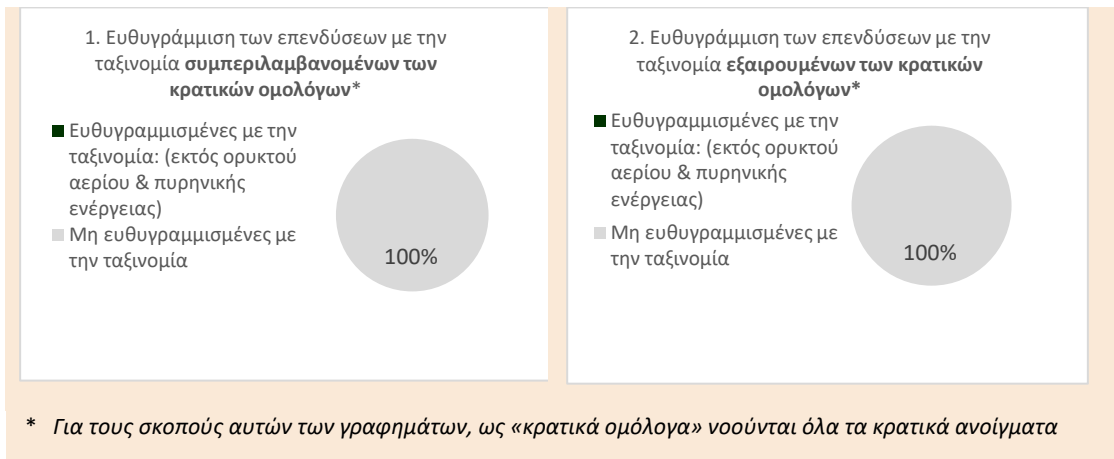 1. Ευθυγράμμιση των επενδύσεων με την
ταξινομία συμπεριλαμβανομένων των
κρατικών ομολόγων*
Ευθυγραμμισμένες με την
ταξινομία: (εκτός ορυκτού
αερίου & πυρηνικής
ενέργειας)
Μη ευθυγραμμισμένες με
την ταξινομία
100%
2. Ευθυγράμμιση των επενδύσεων με την
ταξινομία εξαιρουμένων των κρατικών
ομολόγων*
Ευθυγραμμισμένες με την
ταξινομία: (εκτός ορυκτού
αερίου & πυρηνικής
ενέργειας)
Μη ευθυγραμμισμένες με
την ταξινομία
100%
* Για τους σκοπούς αυτών των γραφημάτων, ως «κρατικά ομόλογα» νοούνται όλα τα κρατικά ανοίγματα